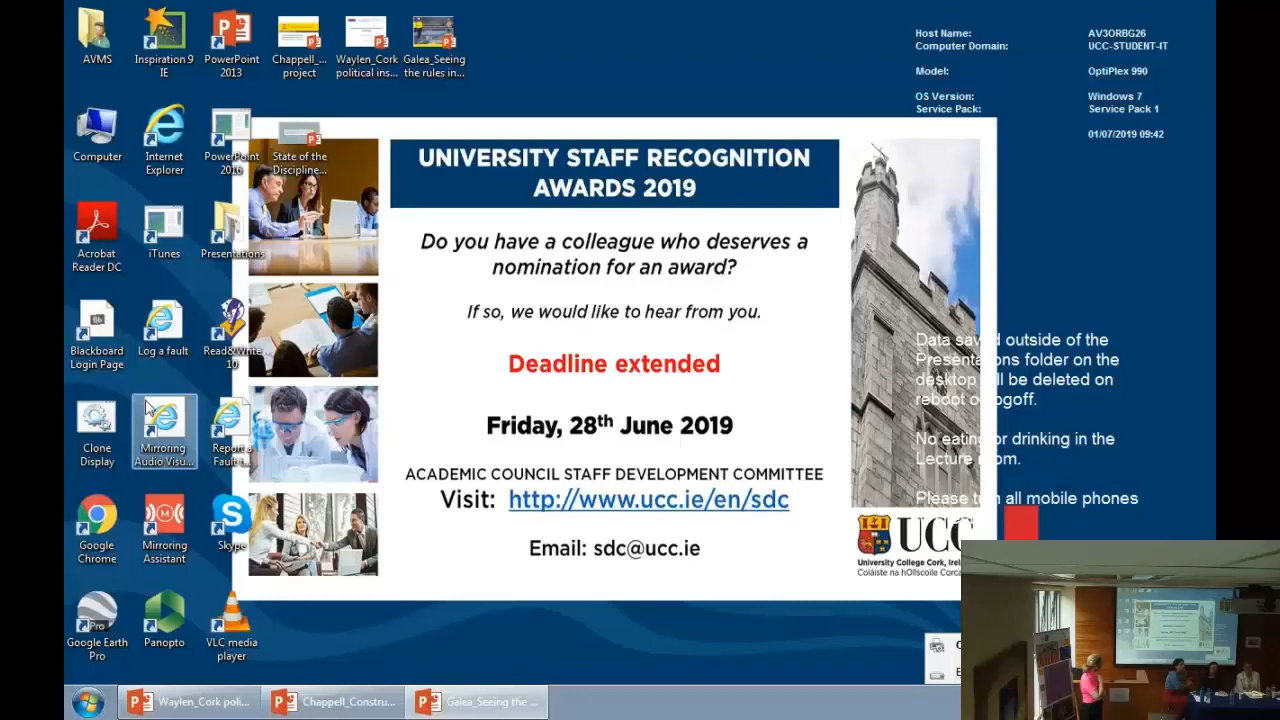 AVMS
Inspiration 9
IE
PowerPoint
2013
Chappell_...
project
Waylen_Cork
political ins...
Galea_Seeing
the rules in...
Host Name:
AV3ORBG26
Computer Domain:
UCC-STUDENT-IT
Model:
OptiPlex 990
OS Version:
Windows 7
Service Pack:
Service Pack 1
01/07/2019 09:42
Computer
Internet
Explorer
PowerPoint
2016
State of the
Discipline...
UNIVERSITY STAFF RECOGNITION
AWARDS 2019
Do you have a colleague who deserves a
nomination for an award?
If so, we would like to hear from you.
Deadline extended
Friday, 28th June 2019
ACADEMIC COUNCIL STAFF DEVELOPMENT COMMITTEE
Visit: http://www.ucc.ie/en/sdc
Email: sdc@ucc.ie
Acrobat
Reader DC
iTunes
Presentations
Blackboard
Login Page
Log a fault
Read&Write
10
Clone
Display
Mirroring
Audio Visu...
Report a
Fault
Google
Chrome
Mirroring
Assistant
Skype
Google Earth
Pro
Panopto
VLC media
player
Data saved outside of the
Presentations folder on the
desktop will be deleted on
reboot or logoff.
No eating or drinking in the
Lecture room.
Please turn all mobile phones
UCC
University College Cork, Irel
Coláiste na hOllscoile Corca
Waylen_Cork poli...
Chappell_Constru...
Galea_Seeing the ...